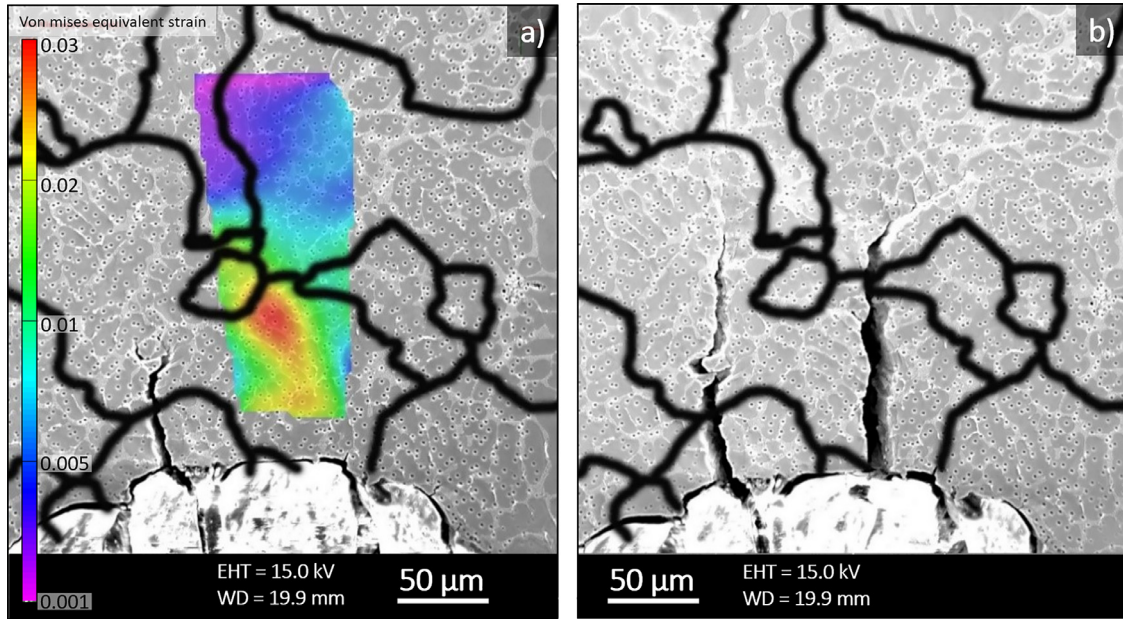 Von mises equivalent strain
a)
0.03
0.02
0.01
0.005
0.001
EHT = 15.0 kV
WD = 19.9 mm
50 µm
b)
EHT = 15.0 kV
WD = 19.9 mm
50 µm